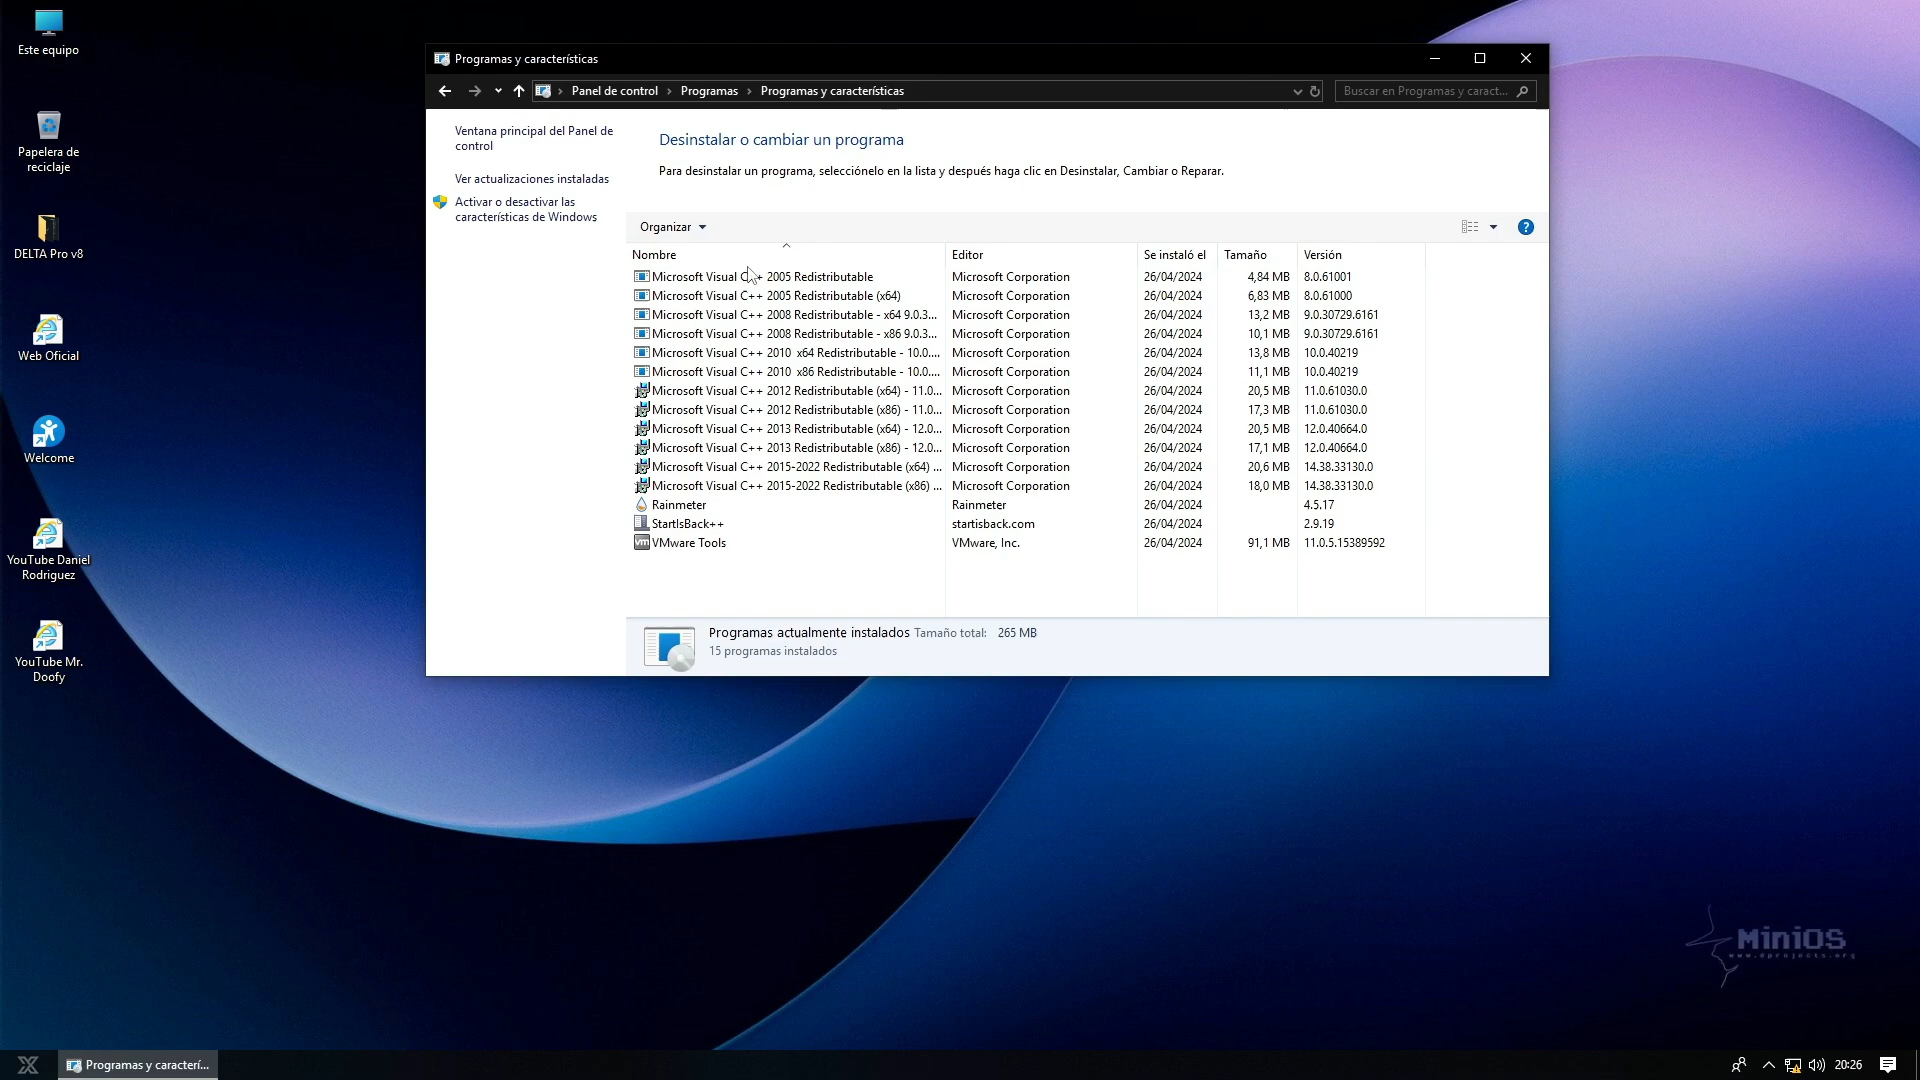 Este equipo
Papelera de
reciclaje
DELTA Pro v8
Web Oficial
Welcome
YouTube Daniel
Rodriguez
YouTube Mr.
Doofy
Programas y características
Panel de control > Programas > Programas y características
Buscar en Programas y caract...
Ventana principal del Panel de
control
Ver actualizaciones instaladas
Activar o desactivar las
características de Windows
Desinstalar o cambiar un programa
Para desinstalar un programa, selecciónelo en la lista y después haga clic en Desinstalar, Cambiar o Reparar.
Organizar
Nombre Editor Se instaló el Tamaño Versión
Microsoft Visual C++ 2005 Redistributable Microsoft Corporation 26/04/2024 4,84 MB 8.0.61001
Microsoft Visual C++ 2005 Redistributable (x64) Microsoft Corporation 26/04/2024 6,83 MB 8.0.61000
Microsoft Visual C++ 2008 Redistributable - x64 9.0.3... Microsoft Corporation 26/04/2024 13,2 MB 9.0.30729.6161
Microsoft Visual C++ 2008 Redistributable - x86 9.0.3... Microsoft Corporation 26/04/2024 10,1 MB 9.0.30729.6161
Microsoft Visual C++ 2010 x64 Redistributable - 10.0.... Microsoft Corporation 26/04/2024 13,8 MB 10.0.40219
Microsoft Visual C++ 2010 x86 Redistributable - 10.0.... Microsoft Corporation 26/04/2024 11,1 MB 10.0.40219
Microsoft Visual C++ 2012 Redistributable (x64) - 11.0... Microsoft Corporation 26/04/2024 20,5 MB 11.0.61030.0
Microsoft Visual C++ 2012 Redistributable (x86) - 11.0... Microsoft Corporation 26/04/2024 17,3 MB 11.0.61030.0
Microsoft Visual C++ 2013 Redistributable (x64) - 12.0... Microsoft Corporation 26/04/2024 20,5 MB 12.0.40664.0
Microsoft Visual C++ 2013 Redistributable (x86) - 12.0... Microsoft Corporation 26/04/2024 17,1 MB 12.0.40664.0
Microsoft Visual C++ 2015-2022 Redistributable (x64) ... Microsoft Corporation 26/04/2024 20,6 MB 14.38.33130.0
Microsoft Visual C++ 2015-2022 Redistributable (x86) ... Microsoft Corporation 26/04/2024 18,0 MB 14.38.33130.0
Rainmeter Rainmeter 26/04/2024 4.5.17
StartIsBack++ startisback.com 26/04/2024 2.9.19
vm VMware Tools VMware, Inc. 26/04/2024 91,1 MB 11.0.5.15389592
Programas actualmente instalados Tamaño total: 265 MB
15 programas instalados
MiniOS
www.dprojects.org
Programas y caracterí...
20:26